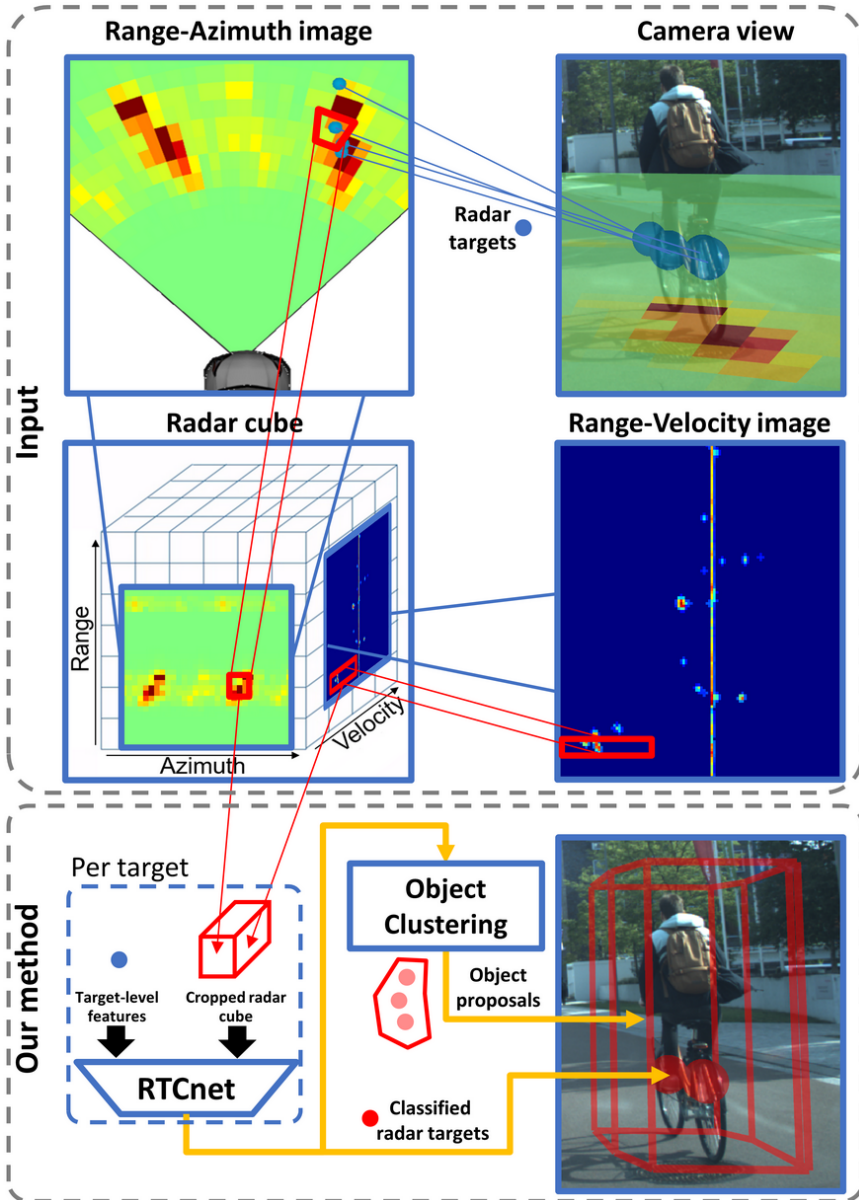 Range-Azimuth image
Camera view
Radar
targets
Input
Radar cube
Range-Velocity image
Range
Azimuth
Velocity
Our method
Per target
Target-level
features
Cropped radar
cube
RTCnet
Object
Clustering
Object
proposals
Classified
radar targets